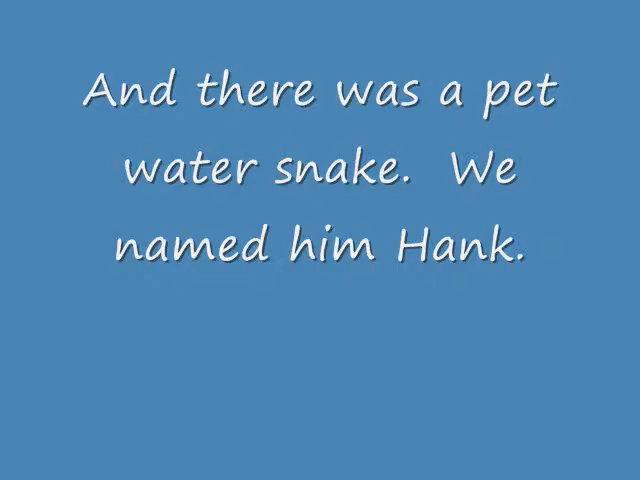 And there was a pet
water snake.  We
named him Hank.